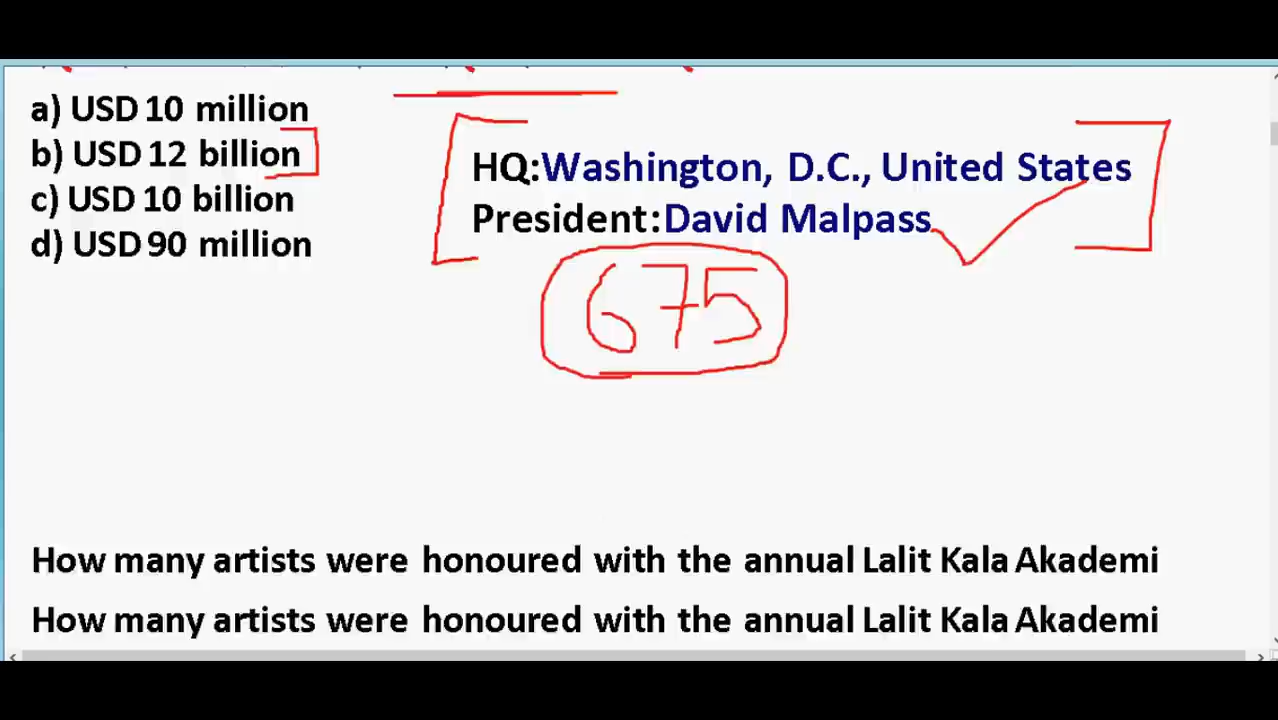 a) USD 10 million
b) USD 12 billion
c) USD 10 billion
d) USD 90 million
HQ:Washington, D.C., United States
President:David Malpass
675
How many artists were honoured with the annual Lalit Kala Akademi
How many artists were honoured with the annual Lalit Kala Akademi